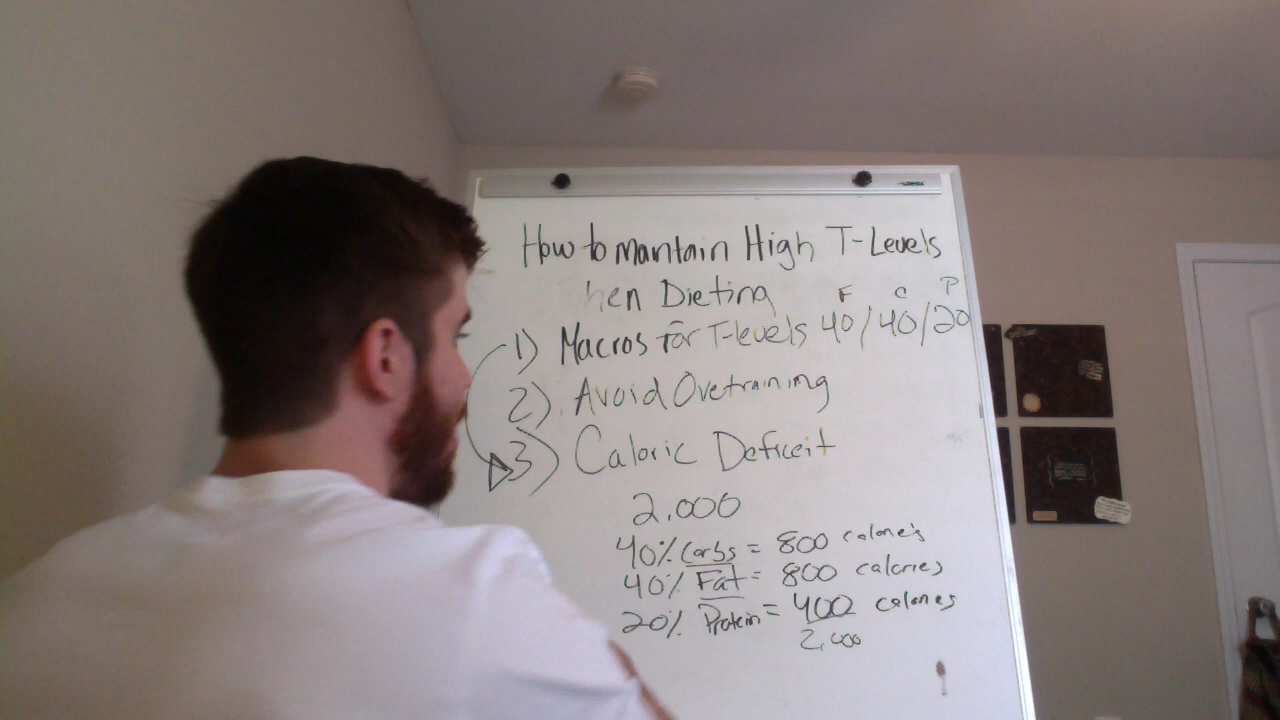 How to mantain High T-Levels
hen Dieting
F C P
1) Macros for T-levels 40/40/20
2) Avoid Overtraining
3) Caloric Deficeit
2,000
40% Carbs = 800 calories
40% Fat = 800 calories
20% Protein = 400 calories
2,000